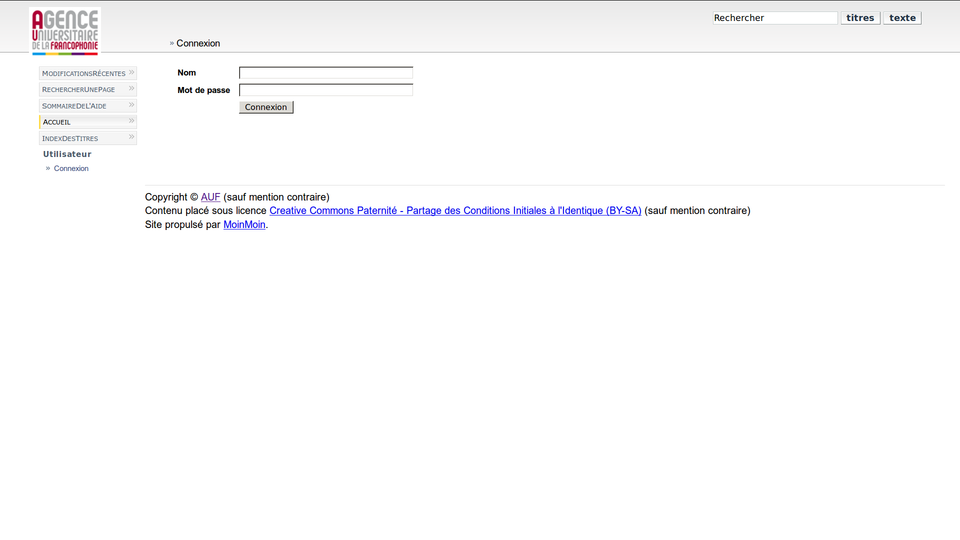 AGENCE
UNIVERSITAIRE
DE LA FRANCOPHONIE
» Connexion
Rechercher titres texte
MODIFICATIONSRÉCENTES »
RECHERCHERUNEPAGE »
SOMMAIREDEL'AIDE »
ACCUEIL »
INDEXDESTITRES »
Utilisateur
» Connexion
Nom
Mot de passe
Connexion
Copyright © AUF (sauf mention contraire)
Contenu placé sous licence Creative Commons Paternité - Partage des Conditions Initiales à l'Identique (BY-SA) (sauf mention contraire)
Site propulsé par MoinMoin.